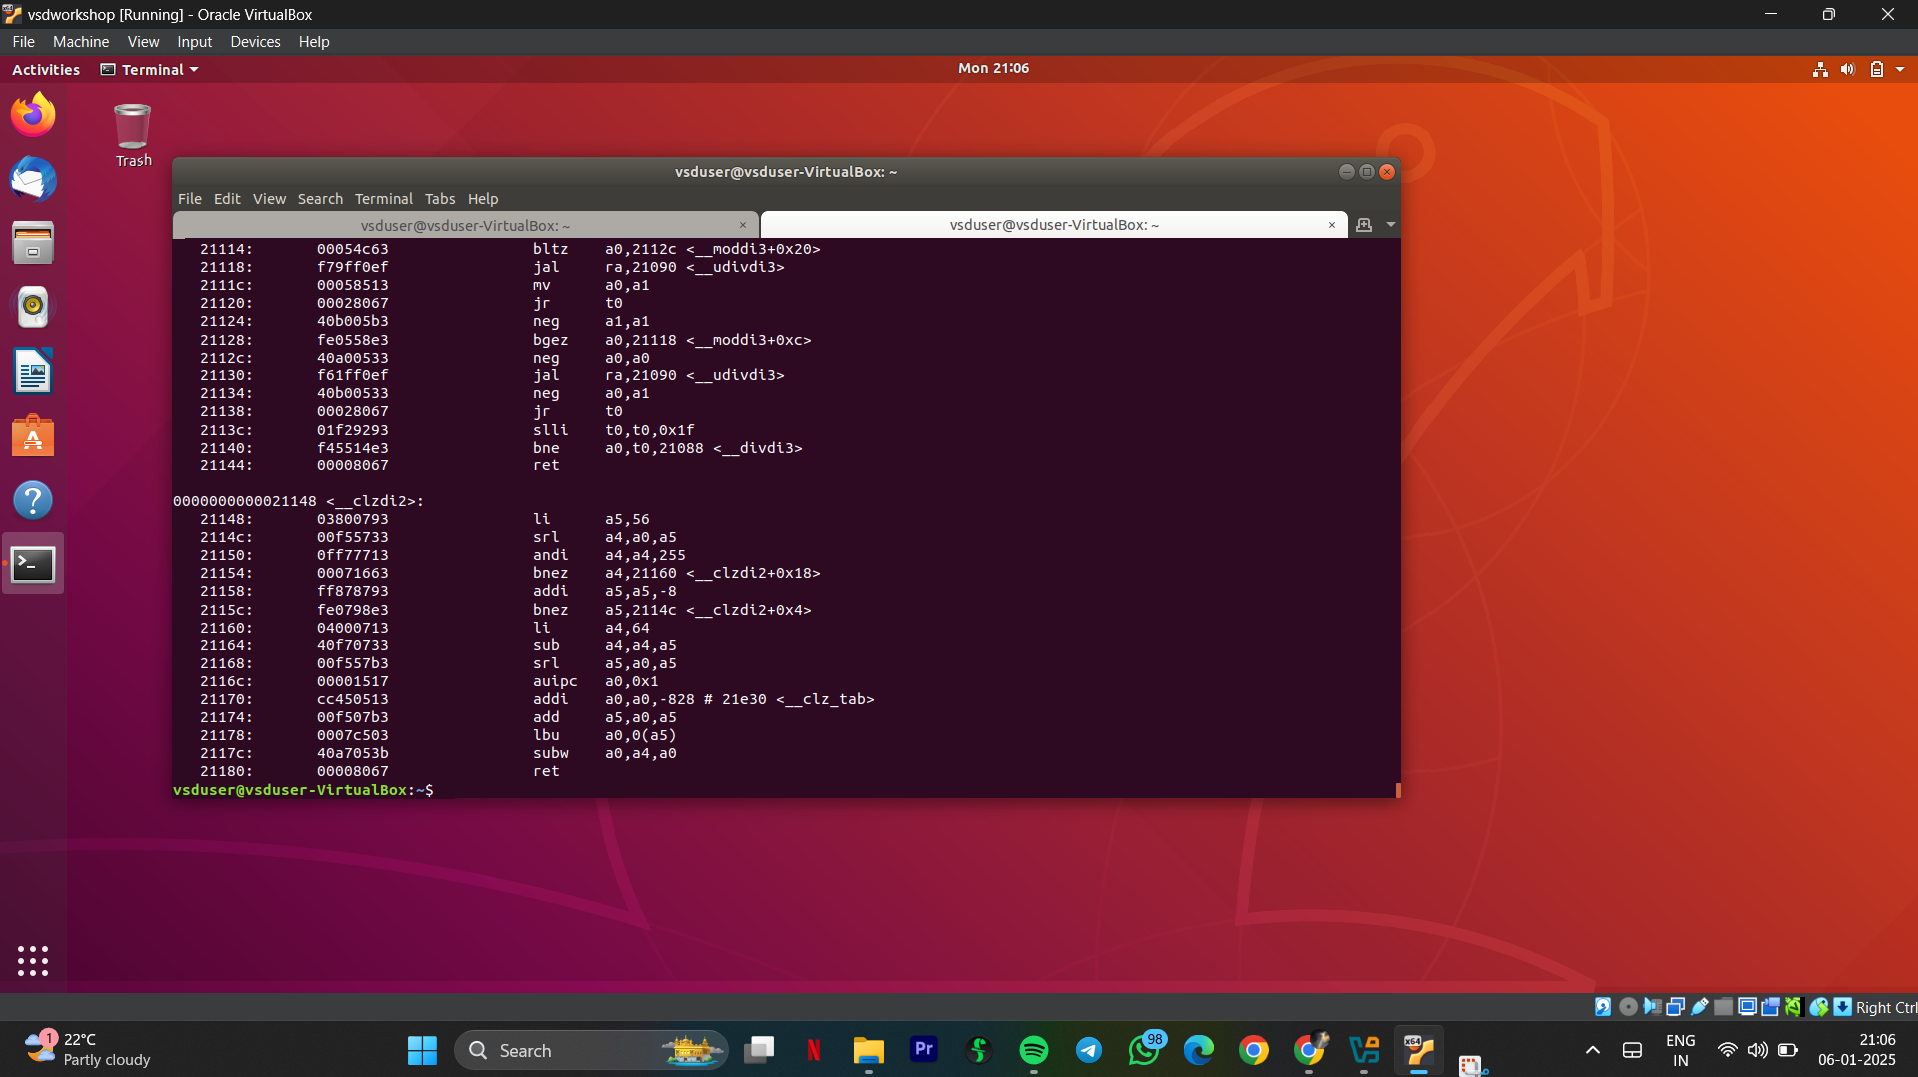 vsdworkshop [Running] - Oracle VirtualBox
File Machine View Input Devices Help
Activities Terminal Mon 21:06
Trash
vsduser@vsduser-VirtualBox: ~
File Edit View Search Terminal Tabs Help
vsduser@vsduser-VirtualBox: ~ × vsduser@vsduser-VirtualBox: ~ ×
21114: 00054c63 bltz a0,2112c <__moddi3+0x20>
21118: f79ff0ef jal ra,21090 <__udivdi3>
2111c: 00058513 mv a0,a1
21120: 00028067 jr t0
21124: 40b005b3 neg a1,a1
21128: fe0558e3 bgez a0,21118 <__moddi3+0xc>
2112c: 40a00533 neg a0,a0
21130: f61ff0ef jal ra,21090 <__udivdi3>
21134: 40b00533 neg a0,a1
21138: 00028067 jr t0
2113c: 01f29293 slli t0,t0,0x1f
21140: f45514e3 bne a0,t0,21088 <__divdi3>
21144: 00008067 ret
0000000000021148 <__clzdi2>:
21148: 03800793 li a5,56
2114c: 00f55733 srl a4,a0,a5
21150: 0ff77713 andi a4,a4,255
21154: 00071663 bnez a4,21160 <__clzdi2+0x18>
21158: ff878793 addi a5,a5,-8
2115c: fe0798e3 bnez a5,2114c <__clzdi2+0x4>
21160: 04000713 li a4,64
21164: 40f70733 sub a4,a4,a5
21168: 00f557b3 srl a5,a0,a5
2116c: 00001517 auipc a0,0x1
21170: cc450513 addi a0,a0,-828 # 21e30 <__clz_tab>
21174: 00f507b3 add a5,a0,a5
21178: 0007c503 lbu a0,0(a5)
2117c: 40a7053b subw a0,a4,a0
21180: 00008067 ret
vsduser@vsduser-VirtualBox:~$
Right Ctrl
1 22°C
Partly cloudy
Search
Pr
98
x64
ENG
IN
21:06
06-01-2025